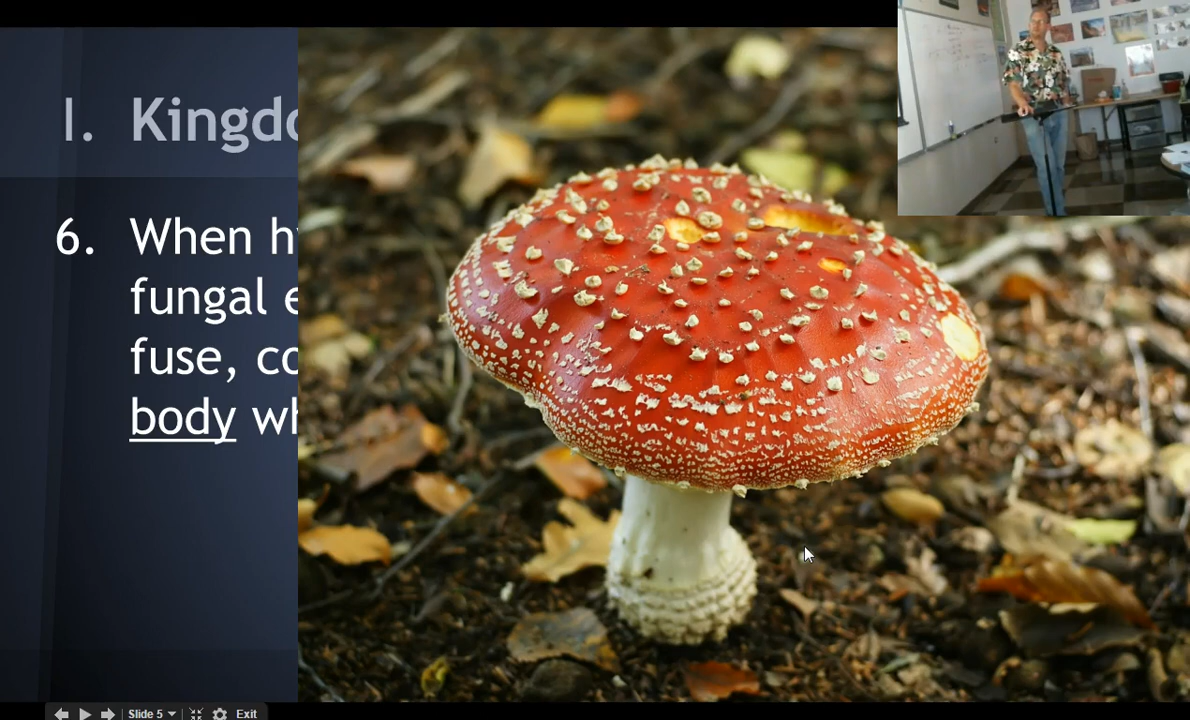 I. Kingdo
6. When h
fungal e
fuse, co
body wh
Slide 5
Exit